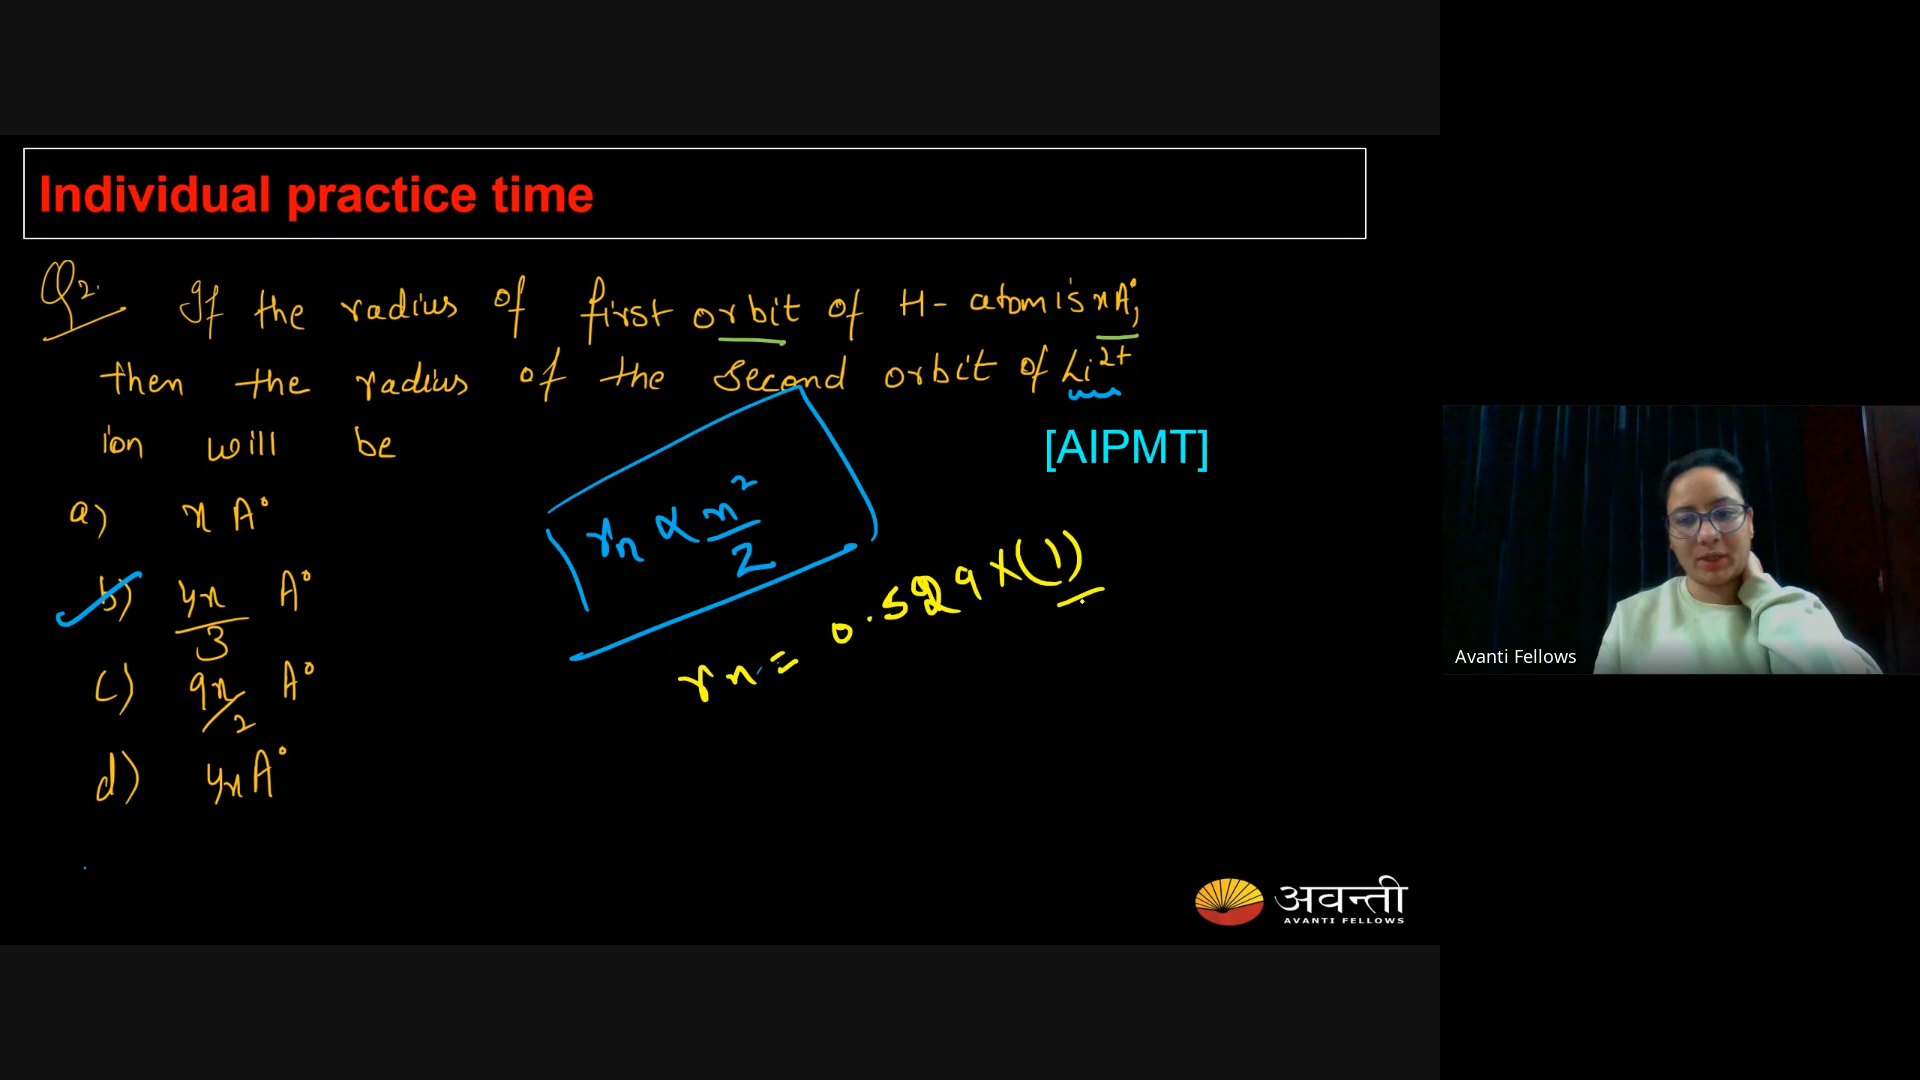 Individual practice time
Q2. If the radius of first orbit of H- atom is x A°,
then the radius of the second orbit of Li2+
ion will be
[AIPMT]
a) x A°
b) 4x/3 A°
c) 9x/2 A°
d) 4x A°
rn ∝ n²/Z
rn = 0.529 × (1)
Avanti Fellows
अवन्ती
AVANTI FELLOWS